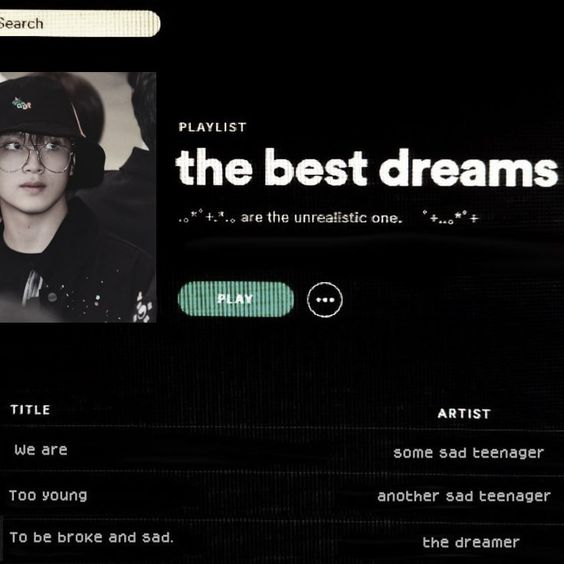 Search
PLAYLIST
the best dreams
.｡*ﾟ+.*.｡ are the unrealistic one. ﾟ+..｡*ﾟ+
PLAY
TITLE ARTIST
We are some sad teenager
Too young another sad teenager
To be broke and sad. the dreamer